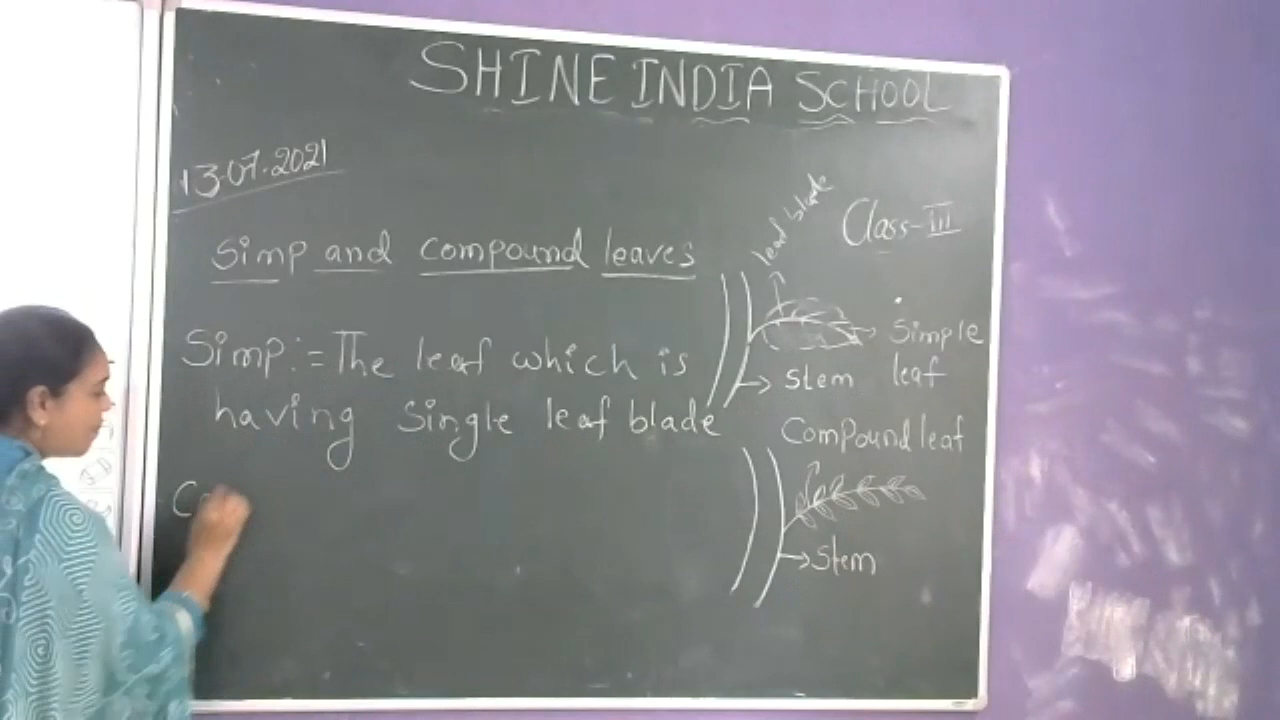 SHINE INDIA SCHOOL
13.07.2021
Class-III
Simp and compound leaves
Simp:= The leaf which is
having single leaf blade
leaf blade
Simple
leaf
Stem
Compound leaf
Stem